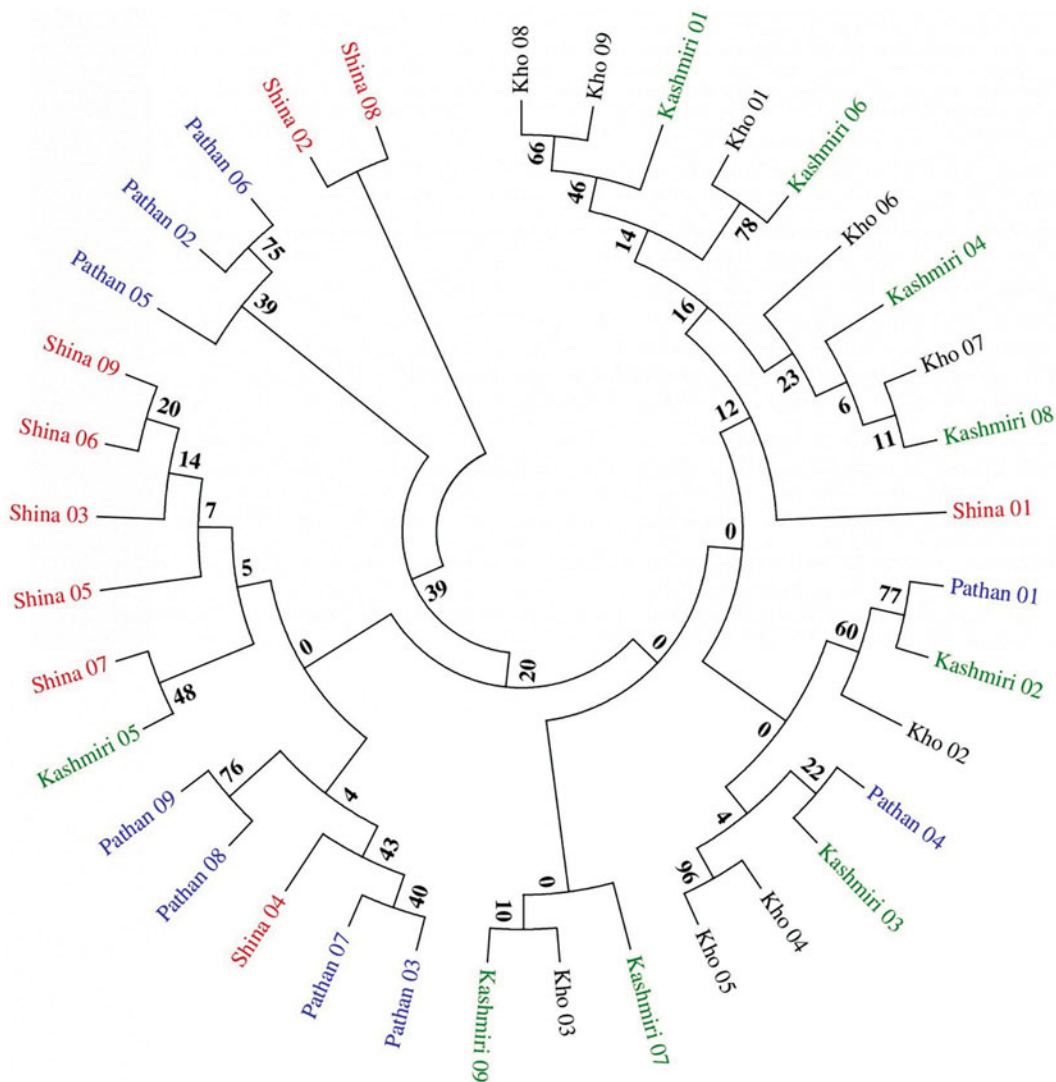 Kho 08
Kho 09
Kashmiri 01
Kho 01
Kashmiri 06
Kho 06
Kashmiri 04
Kho 07
Kashmiri 08
Shina 01
Pathan 01
Kashmiri 02
Kho 02
Pathan 04
Kashmiri 03
Kho 04
Kho 05
Kashmiri 07
Kho 03
Kashmiri 09
Pathan 03
Pathan 07
Shina 04
Pathan 08
Pathan 09
Kashmiri 05
Shina 07
Shina 05
Shina 03
Shina 06
Shina 09
Pathan 05
Pathan 02
Pathan 06
Shina 02
Shina 08
66
46
14
78
16
23
6
11
12
0
77
60
0
22
4
96
0
0
10
20
39
40
43
4
76
0
5
48
7
14
20
39
75